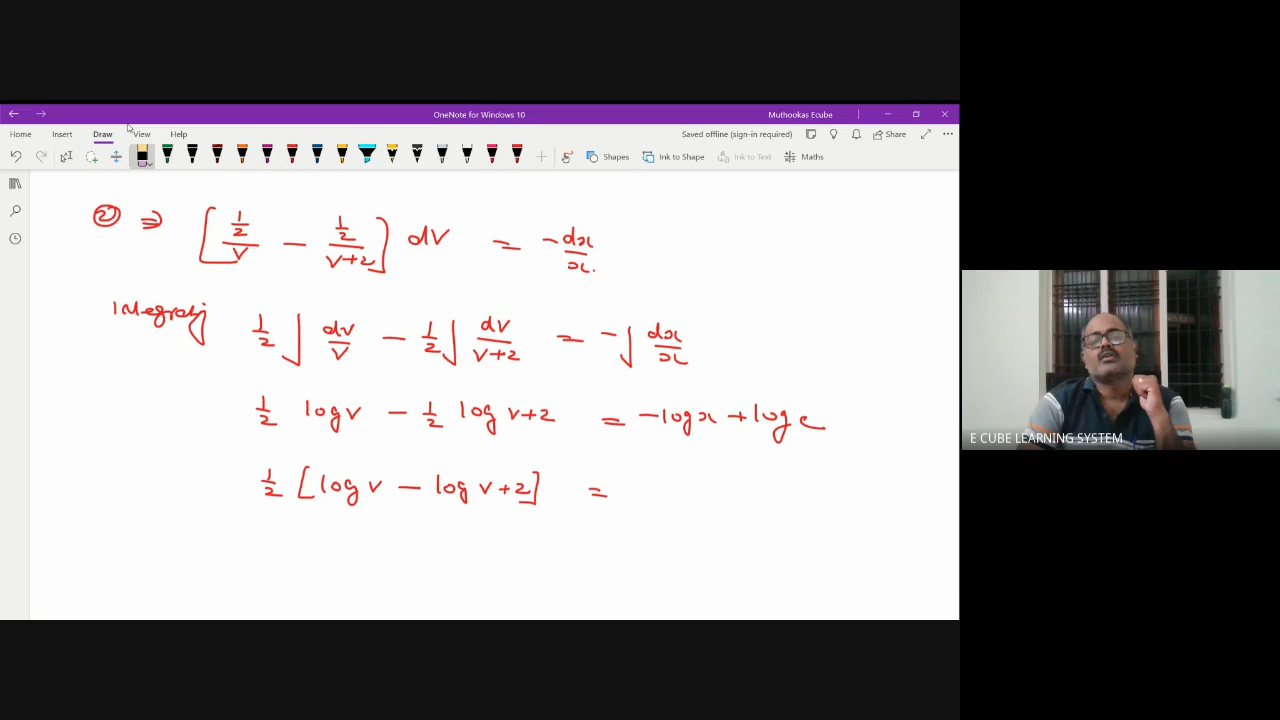 OneNote for Windows 10
Muthookas Ecube
Home Insert Draw View Help
Saved offline (sign-in required) Share
Shapes Ink to Shape Ink to Text Maths
② ⇒ [ (1/2)/V − (1/2)/(V+2) ] dV = −dx/x.
Integratj 1/2 ∫ dV/V − 1/2 ∫ dV/(V+2) = −∫ dx/x
1/2 log V − 1/2 log V+2 = −log x + log c
1/2 [log V − log V+2] =
E CUBE LEARNING SYSTEM